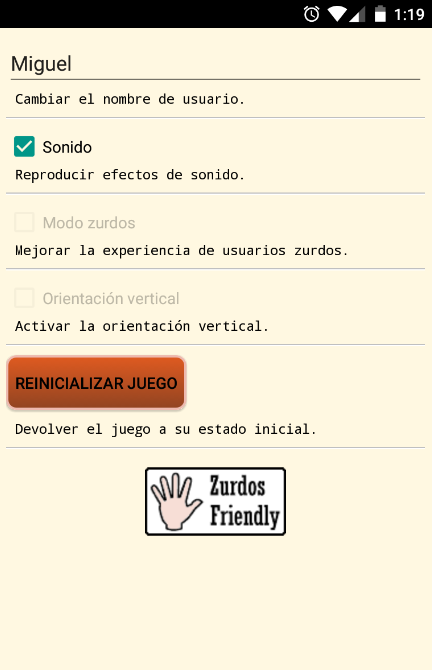 1:19
Miguel
Cambiar el nombre de usuario.
Sonido
Reproducir efectos de sonido.
Modo zurdos
Mejorar la experiencia de usuarios zurdos.
Orientación vertical
Activar la orientación vertical.
REINICIALIZAR JUEGO
Devolver el juego a su estado inicial.
Zurdos
Friendly